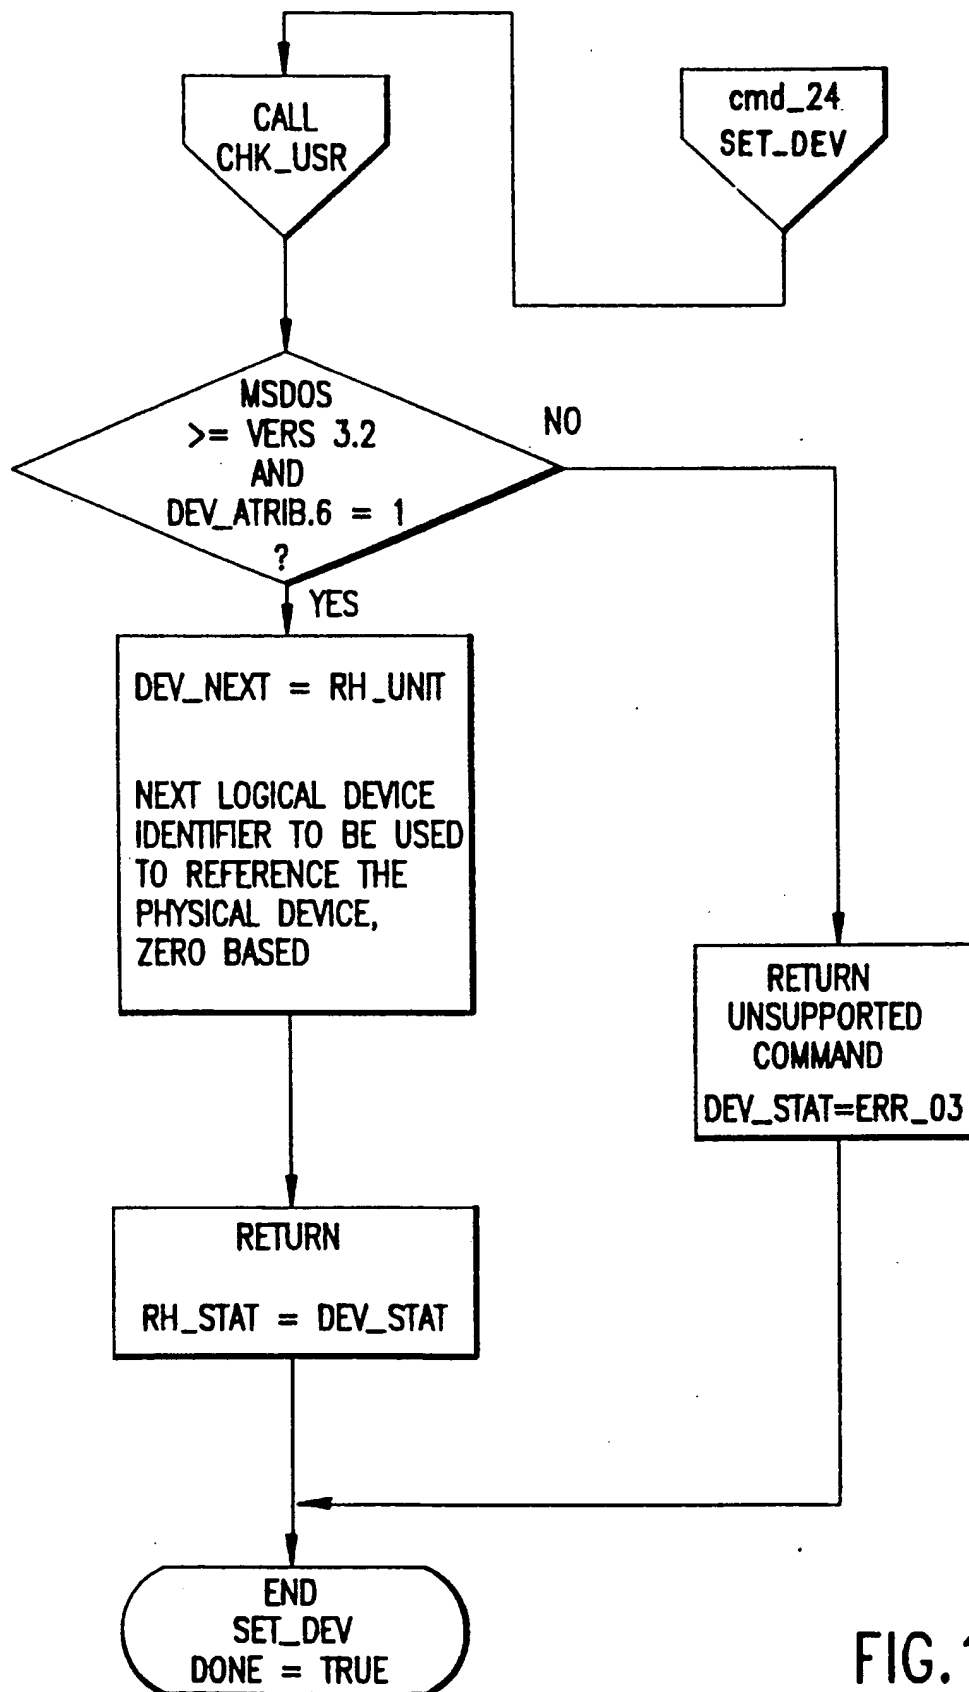 CALL
CHK_USR
cmd_24
SET_DEV
MSDOS
>= VERS 3.2
AND
DEV_ATRIB.6 = 1
?
NO
YES
DEV_NEXT = RH_UNIT
NEXT LOGICAL DEVICE
IDENTIFIER TO BE USED
TO REFERENCE THE
PHYSICAL DEVICE,
ZERO BASED
RETURN
UNSUPPORTED
COMMAND
DEV_STAT=ERR_03
RETURN
RH_STAT = DEV_STAT
END
SET_DEV
DONE = TRUE
FIG.